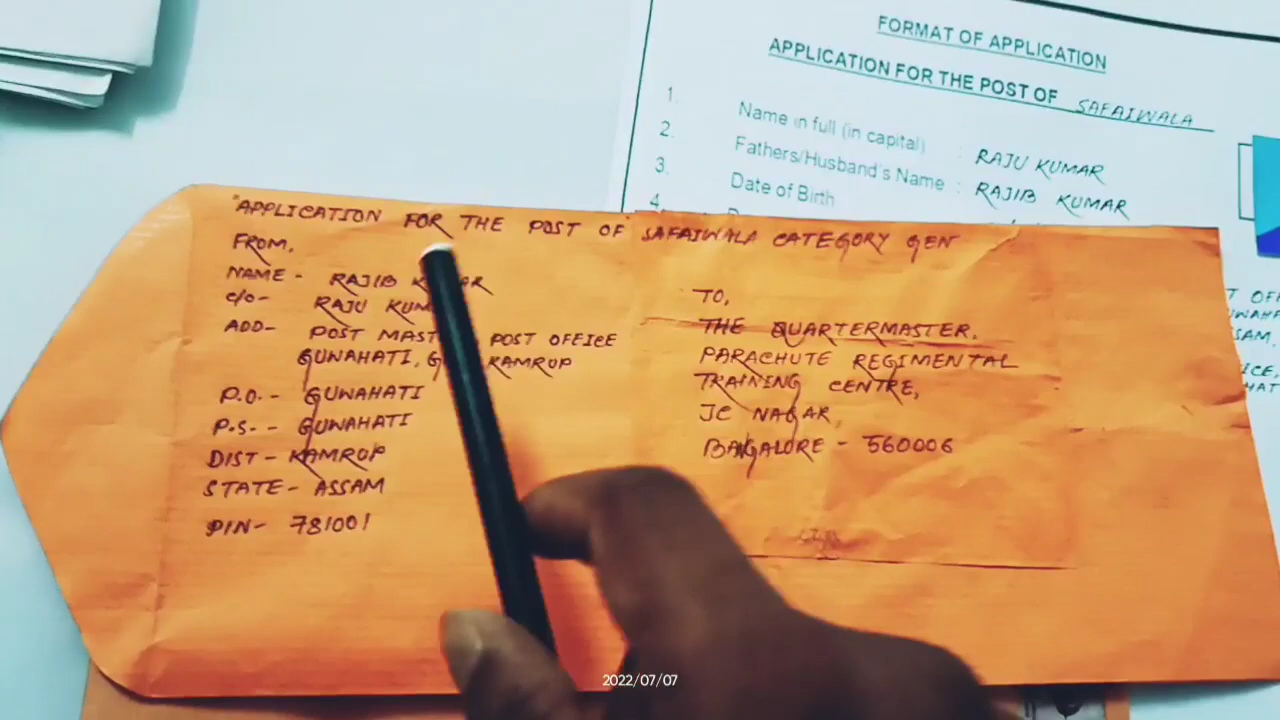 FORMAT OF APPLICATION
APPLICATION FOR THE POST OF SAFAIWALA
1. Name in full (in capital) : RAJU KUMAR
2. Fathers/Husband's Name : RAJIB KUMAR
3. Date of Birth
4.
"APPLICATION FOR THE POST OF SAFAIWALA CATEGORY GEN
FROM,
NAME - RAJIB
C/O- RAJU
ADD- POST POST OFFICE
GUWAHATI, KAMRUP
P.O. - GUWAHATI
P.S. - GUWAHATI
DIST - KAMRUP
STATE - ASSAM
PIN - 781001
TO,
THE QUARTERMASTER,
PARACHUTE REGIMENTAL
TRAINING CENTRE,
JC NAGAR,
BANGALORE - 560006
2022/07/07